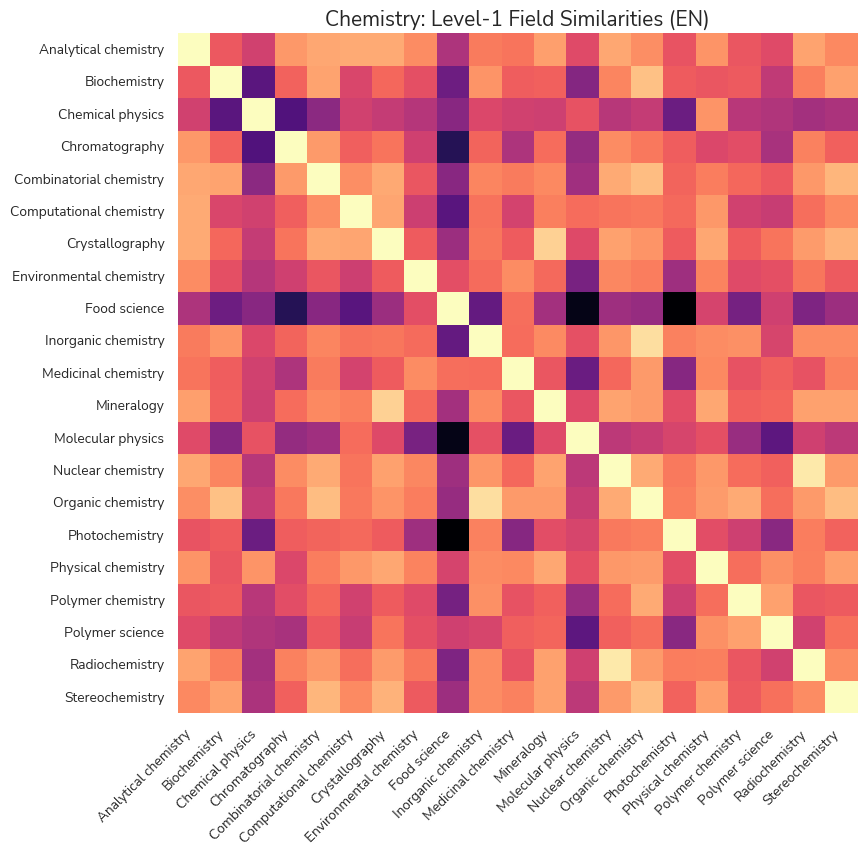 Chemistry: Level-1 Field Similarities (EN)
Analytical chemistry
Biochemistry
Chemical physics
Chromatography
Combinatorial chemistry
Computational chemistry
Crystallography
Environmental chemistry
Food science
Inorganic chemistry
Medicinal chemistry
Mineralogy
Molecular physics
Nuclear chemistry
Organic chemistry
Photochemistry
Physical chemistry
Polymer chemistry
Polymer science
Radiochemistry
Stereochemistry
Analytical chemistry
Biochemistry
Chemical physics
Chromatography
Combinatorial chemistry
Computational chemistry
Crystallography
Environmental chemistry
Food science
Inorganic chemistry
Medicinal chemistry
Mineralogy
Molecular physics
Nuclear chemistry
Organic chemistry
Photochemistry
Physical chemistry
Polymer chemistry
Polymer science
Radiochemistry
Stereochemistry